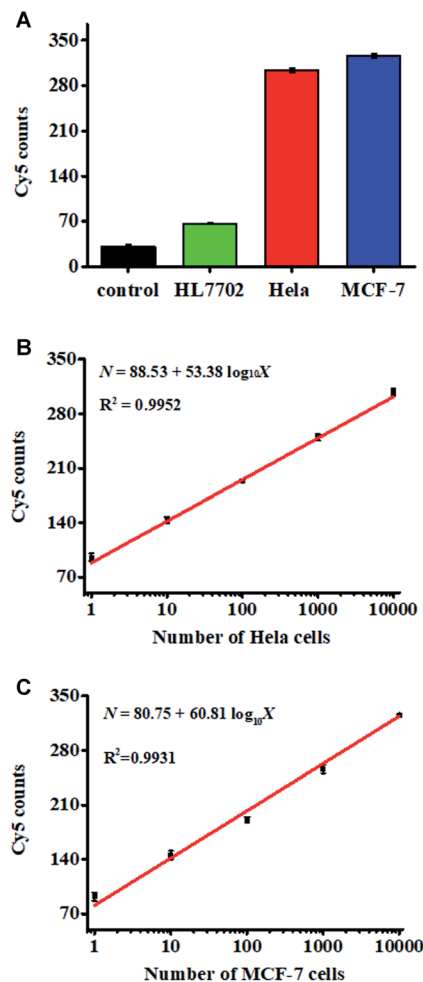 A
350
280
210
140
70
0
Cy5 counts
control HL7702 Hela MCF-7
B
N = 88.53 + 53.38 log₁₀X
R² = 0.9952
350
280
210
140
70
Cy5 counts
1 10 100 1000 10000
Number of Hela cells
C
N = 80.75 + 60.81 log₁₀X
R²=0.9931
350
280
210
140
70
Cy5 counts
1 10 100 1000 10000
Number of MCF-7 cells